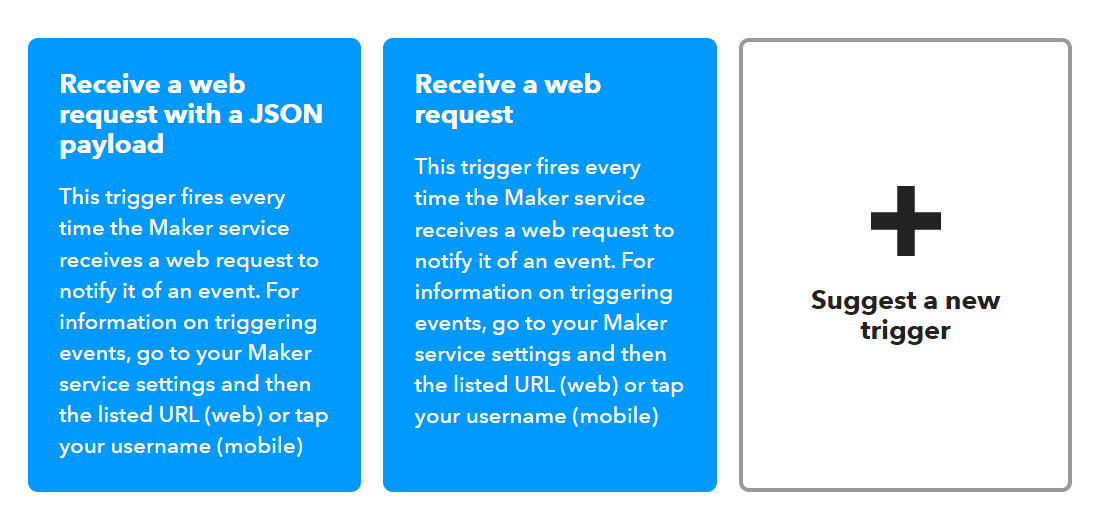 Receive a web
request with a JSON
payload
This trigger fires every
time the Maker service
receives a web request to
notify it of an event. For
information on triggering
events, go to your Maker
service settings and then
the listed URL (web) or tap
your username (mobile)
Receive a web
request
This trigger fires every
time the Maker service
receives a web request to
notify it of an event. For
information on triggering
events, go to your Maker
service settings and then
the listed URL (web) or tap
your username (mobile)
Suggest a new
trigger